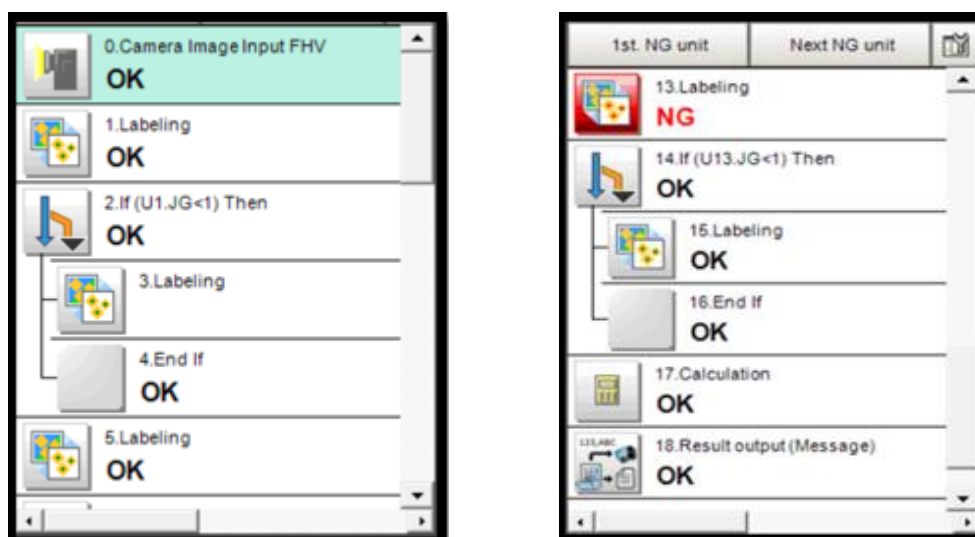 0.Camera Image Input FHV
OK
1.Labeling
OK
2.If (U1.JG<1) Then
OK
3.Labeling
4.End If
OK
5.Labeling
OK
1st. NG unit
Next NG unit
13.Labeling
NG
14.If (U13.JG<1) Then
OK
15.Labeling
OK
16.End If
OK
17.Calculation
OK
18.Result output (Message)
OK